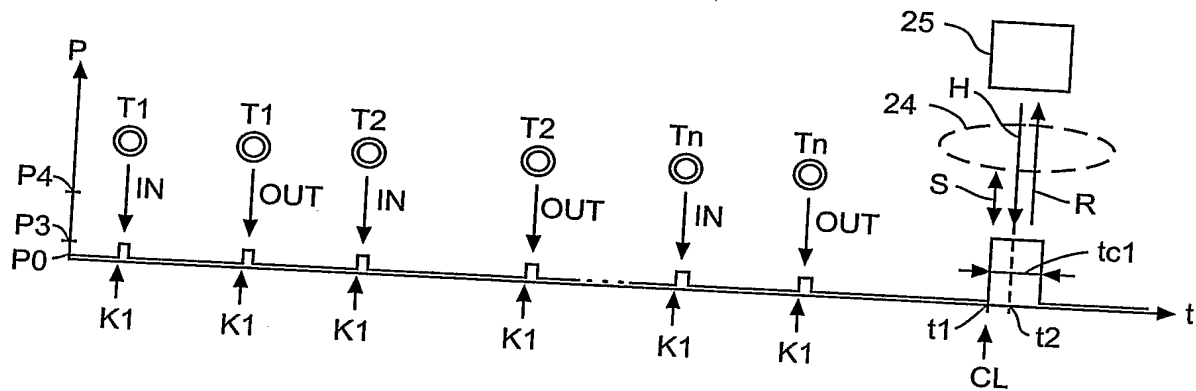 25
P
H
24
T1
T1
T2
T2
Tn
Tn
P4
IN
OUT
IN
OUT
IN
OUT
S
R
P3
P0
tc1
K1
K1
K1
K1
K1
K1
t1
t2
t
CL